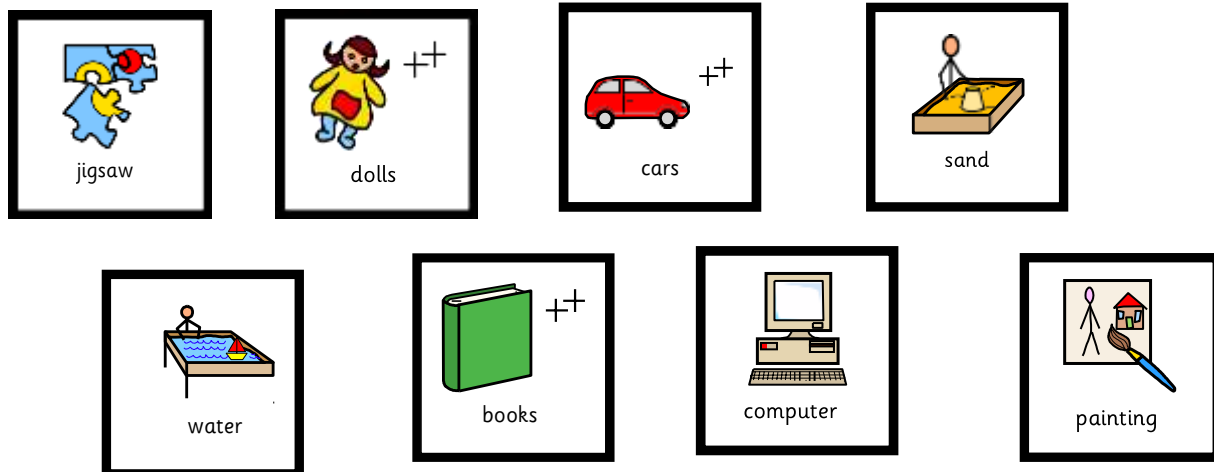 jigsaw
dolls
cars
sand
water
books
computer
painting